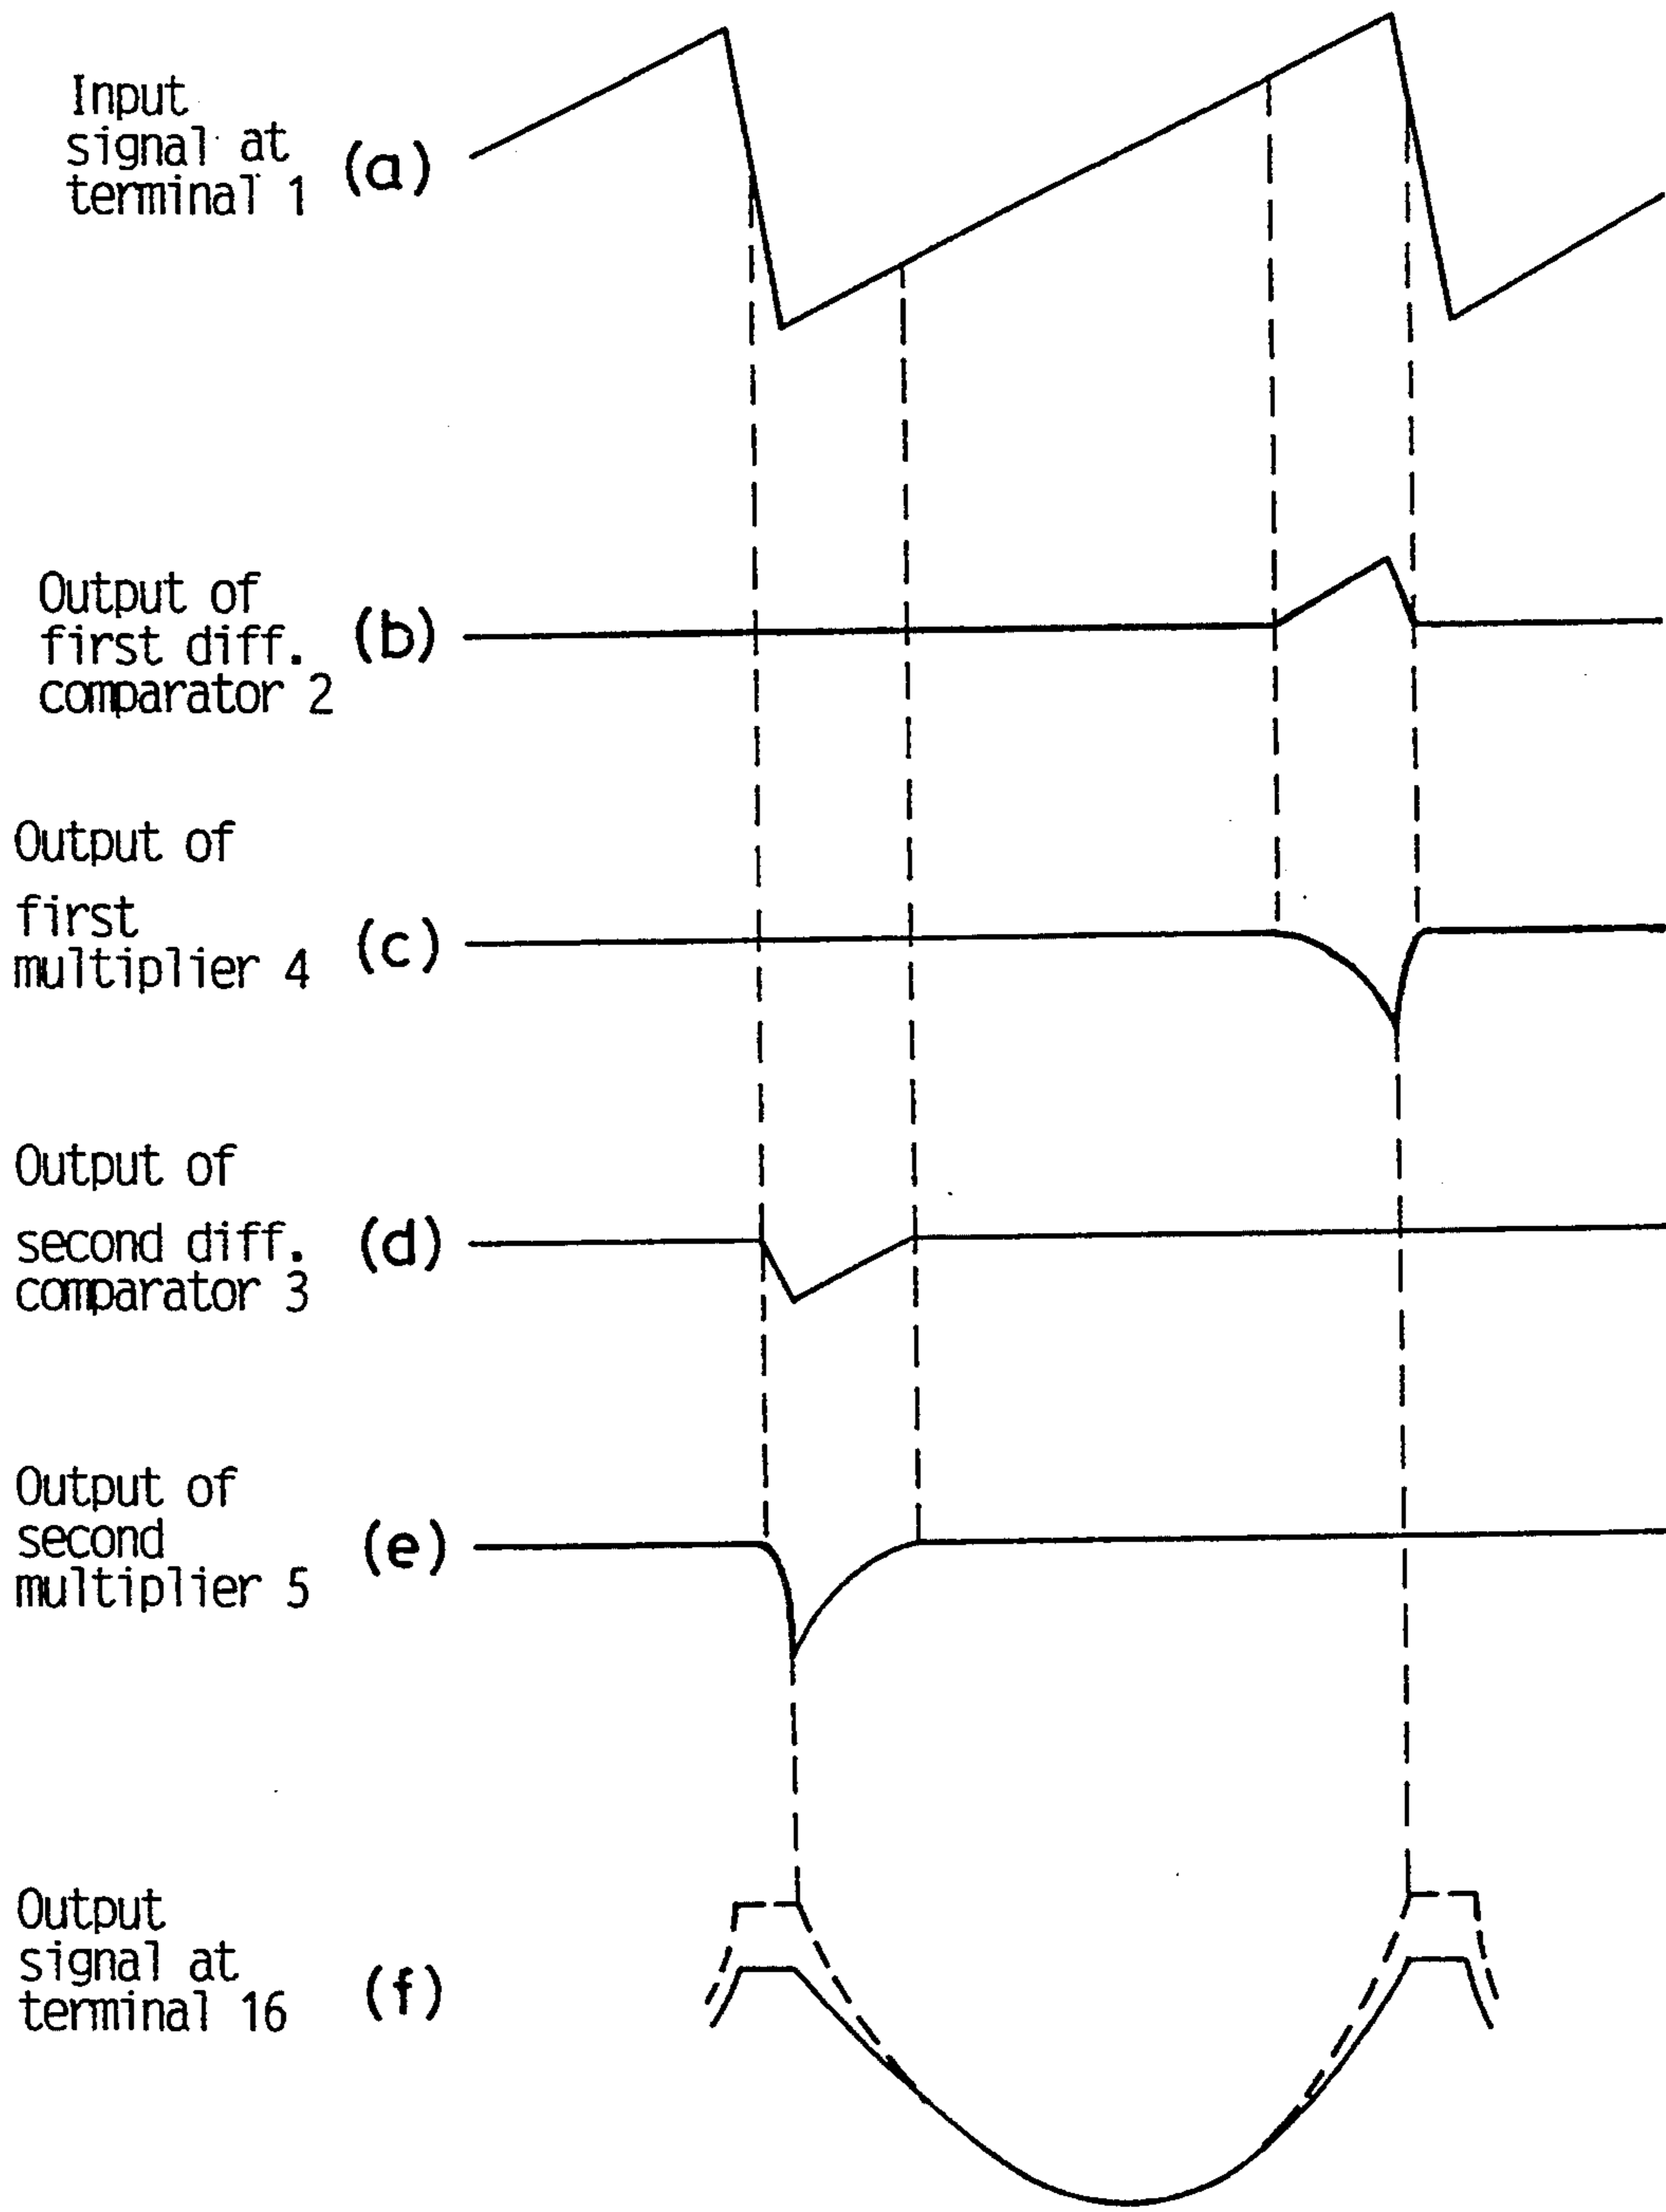 Input
signal at
terminal 1
(a)
Output of
first diff.
comparator 2
(b)
Output of
first
multiplier 4
(c)
Output of
second diff.
comparator 3
(d)
Output of
second
multiplier 5
(e)
Output
signal at
terminal 16
(f)